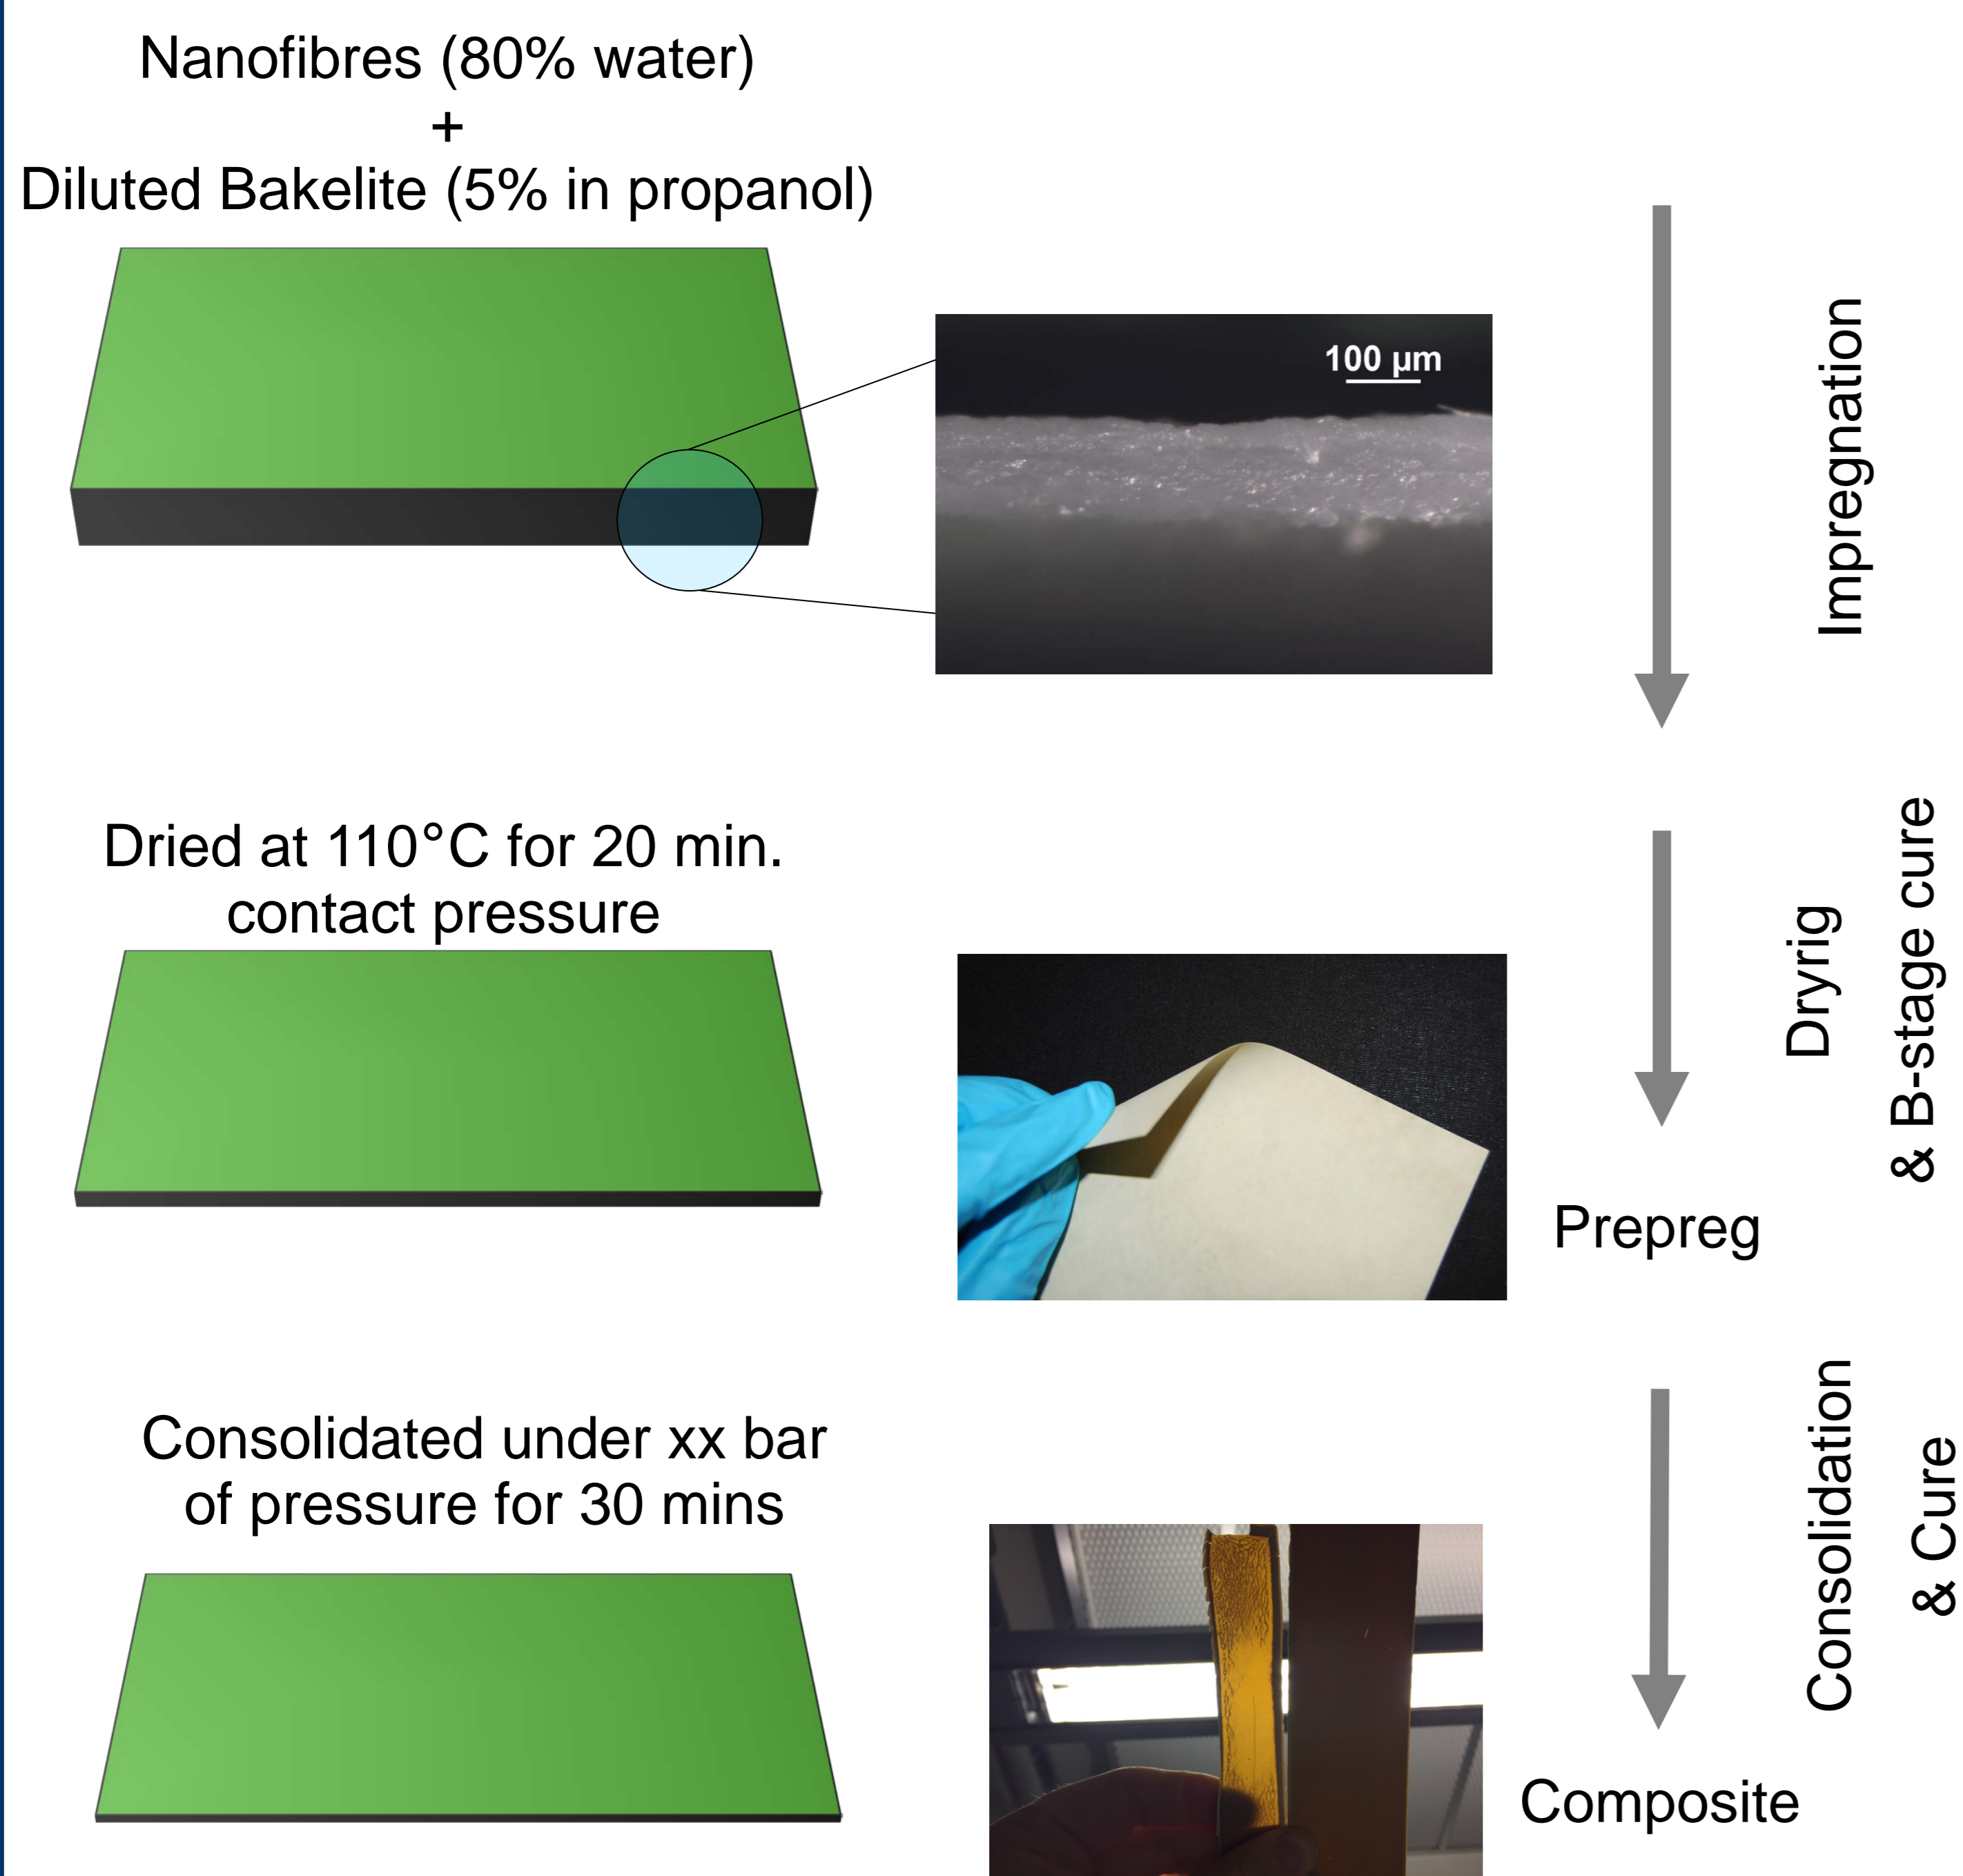 Nanofibres (80% water)
+
Diluted Bakelite (5% in propanol)
100 µm
Impregnation
Dried at 110°C for 20 min.
contact pressure
Dryrig
& B-stage cure
Prepreg
Consolidated under xx bar
of pressure for 30 mins
Consolidation
& Cure
Composite